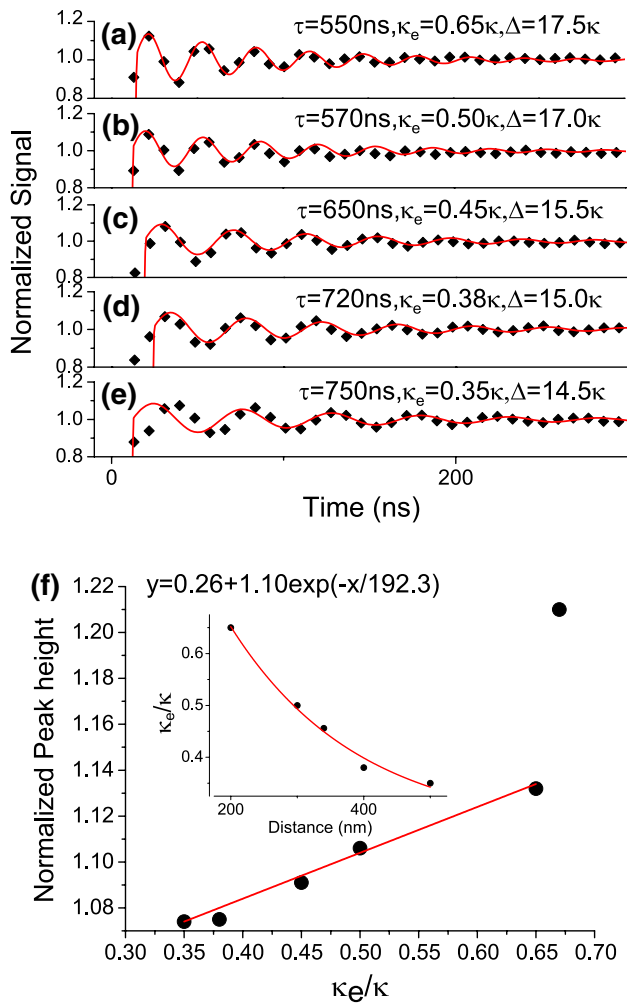 (a) τ=550ns,κe=0.65κ,Δ=17.5κ
1.2
1.0
0.8
(b) τ=570ns,κe=0.50κ,Δ=17.0κ
1.0
0.8
(c) τ=650ns,κe=0.45κ,Δ=15.5κ
1.0
0.8
(d) τ=720ns,κe=0.38κ,Δ=15.0κ
1.0
0.8
(e) τ=750ns,κe=0.35κ,Δ=14.5κ
1.2
1.0
0.8
Normalized Signal
0 200
Time (ns)
(f) y=0.26+1.10exp(-x/192.3)
1.22
1.20
1.18
1.16
1.14
1.12
1.10
1.08
Normalized Peak height
0.6
0.5
0.4
κe/κ
200 400
Distance (nm)
0.30 0.35 0.40 0.45 0.50 0.55 0.60 0.65 0.70
κe/κ